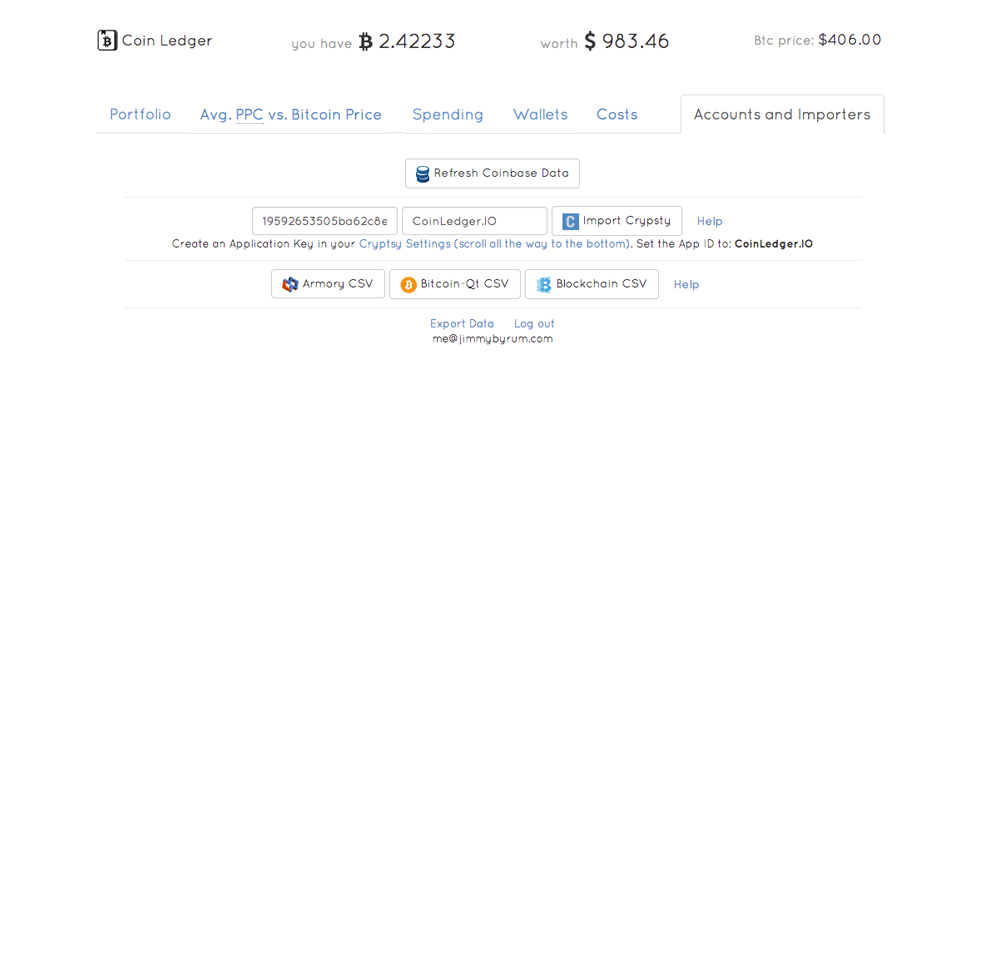 Coin Ledger you have ₿ 2.42233 worth $ 983.46 Btc price: $406.00
Portfolio Avg. PPC vs. Bitcoin Price Spending Wallets Costs Accounts and Importers
Refresh Coinbase Data
19592653505ba62c8e CoinLedger.IO Import Crypsty Help
Create an Application Key in your Cryptsy Settings (scroll all the way to the bottom). Set the App ID to: CoinLedger.IO
Armory CSV Bitcoin-Qt CSV Blockchain CSV Help
Export Data Log out
me@jimmybyrum.com